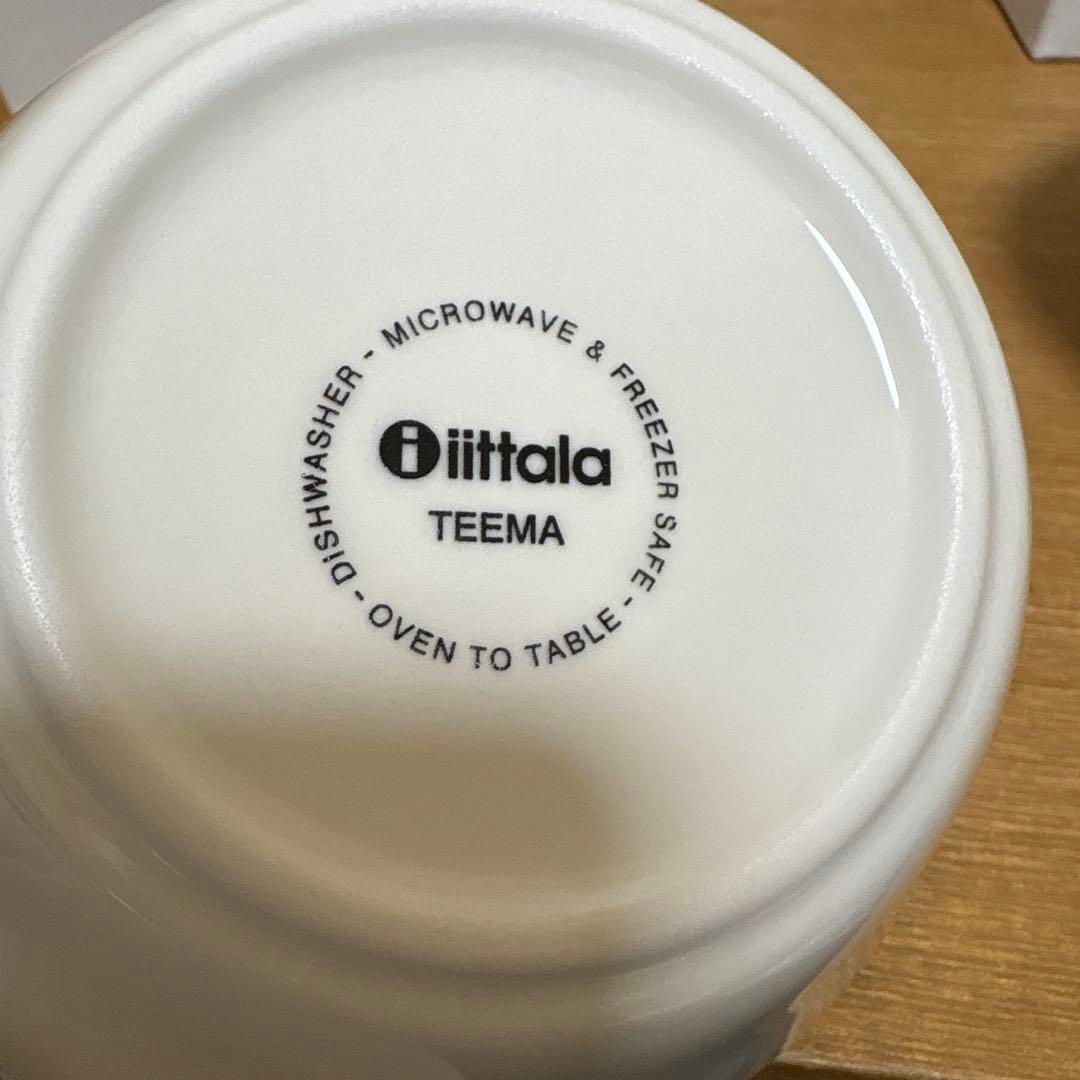 iittala
TEEMA
DISHWASHER - MICROWAVE & FREEZER SAFE - OVEN TO TABLE -